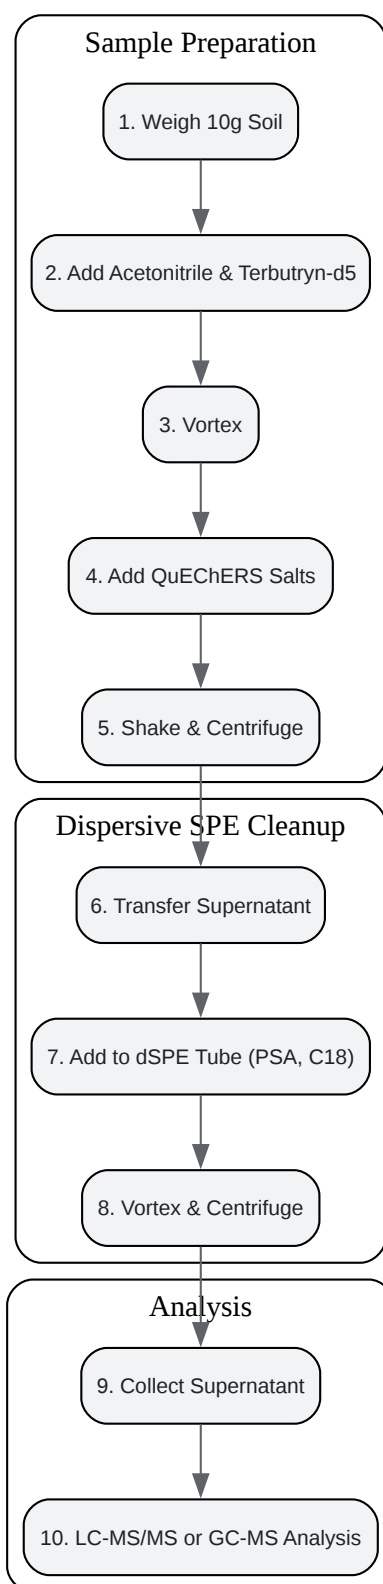 Sample Preparation
1. Weigh 10g Soil
2. Add Acetonitrile & Terbutryn-d5
3. Vortex
4. Add QuEChERS Salts
5. Shake & Centrifuge
Dispersive SPE Cleanup
6. Transfer Supernatant
7. Add to dSPE Tube (PSA, C18)
8. Vortex & Centrifuge
Analysis
9. Collect Supernatant
10. LC-MS/MS or GC-MS Analysis